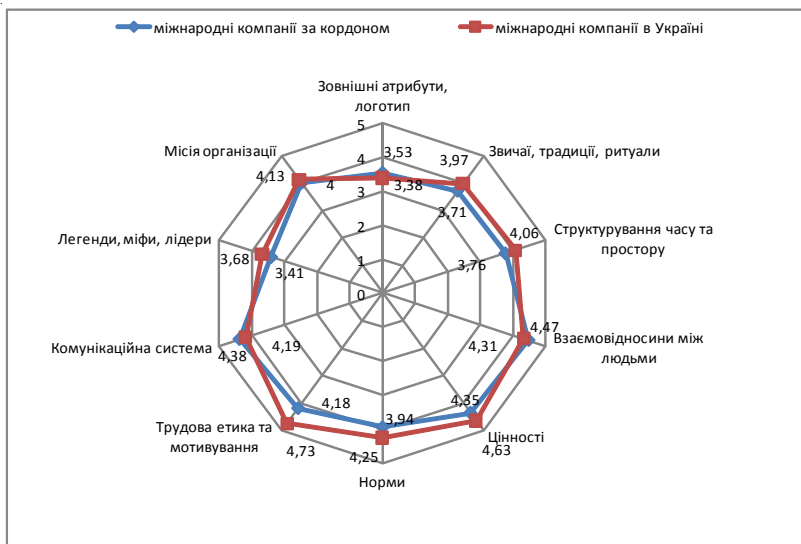 міжнародні компанії за кордоном
міжнародні компанії в Україні
Зовнішні атрибути,
логотип
5
Місія організації
4
3,53
3,97
Звичаї, традиції, ритуали
4,13
4
3
3,38
3,71
Легенди, міфи, лідери
2
4,06
Структурування часу та
простору
3,68
3,41
1
3,76
0
4,47
Взаємовідносини між
людьми
Комунікаційна система
4,38
4,19
4,31
4,18
3,94
4,35
Трудова етика та
мотивування
4,73
4,25
Цінності
4,63
Норми